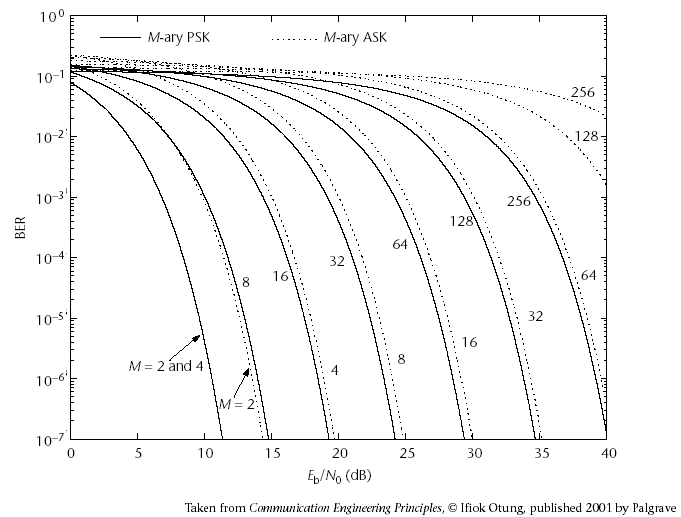 10⁰
M-ary PSK
M-ary ASK
10⁻¹
256
128
10⁻²
10⁻³
256
128
BER
64
32
10⁻⁴
16
8
64
10⁻⁵
32
16
M = 2 and 4
8
4
10⁻⁶
M = 2
10⁻⁷
0 5 10 15 20 25 30 35 40
Eb/N0 (dB)
Taken from Communication Engineering Principles, © Ifiok Otung, published 2001 by Palgrave